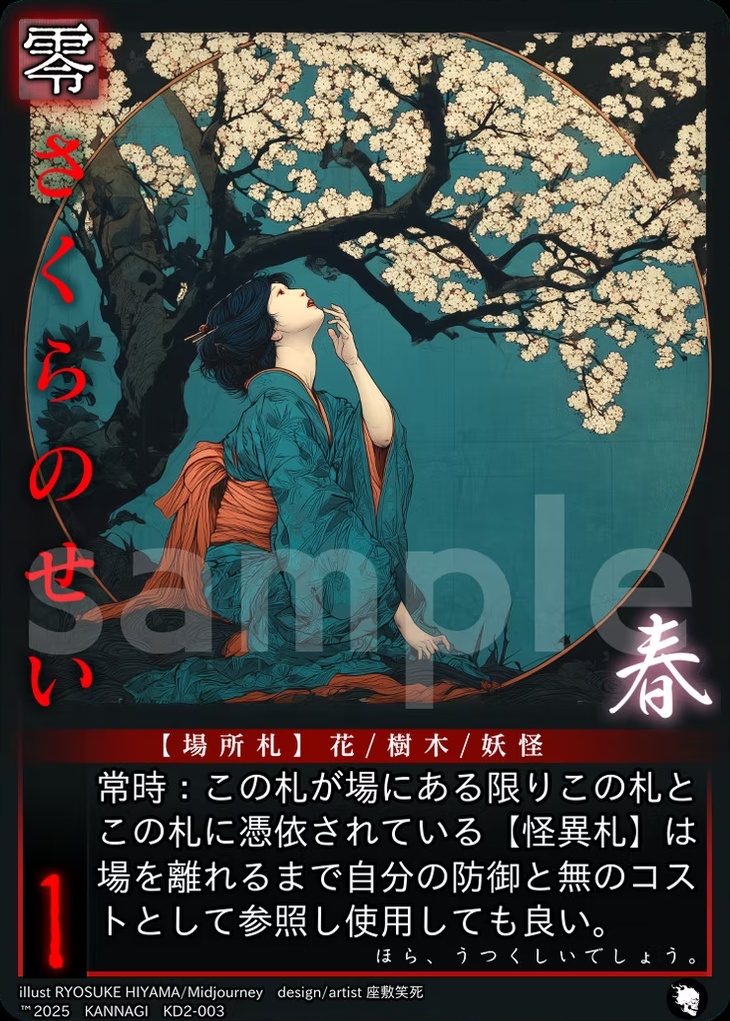 零
さくらのせい
sample
春
【場所札】花/樹木/妖怪
常時：この札が場にある限りこの札と
この札に憑依されている【怪異札】は
場を離れるまで自分の防御と無のコス
トとして参照し使用しても良い。
ほら、うつくしいでしょう。
1
illust RYOSUKE HIYAMA/Midjourney design/artist 座敷笑死
™2025 KANNAGI KD2-003